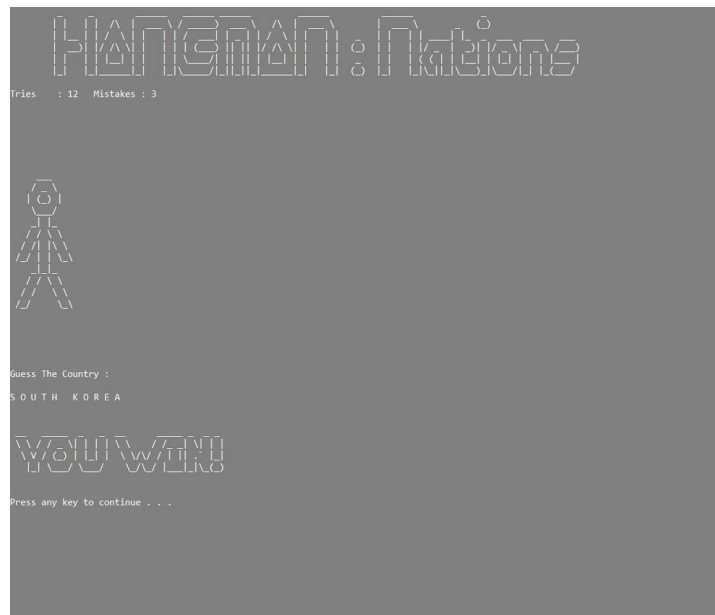 HANGMAN : Nations
Tries : 12 Mistakes : 3
Guess The Country :
S O U T H K O R E A
YOU WIN!
Press any key to continue . . .